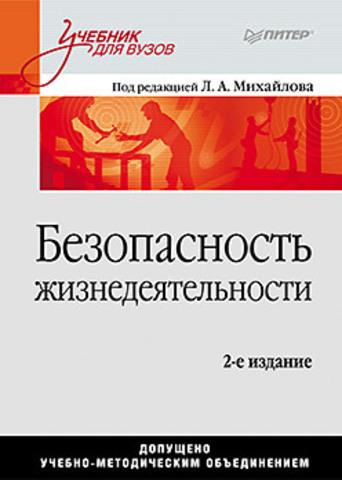 Учебник
для вузов
ПИТЕР®
Под редакцией Л. А. Михайлова
Безопасность
жизнедеятельности
2-е издание
ДОПУЩЕНО
УЧЕБНО-МЕТОДИЧЕСКИМ ОБЪЕДИНЕНИЕМ